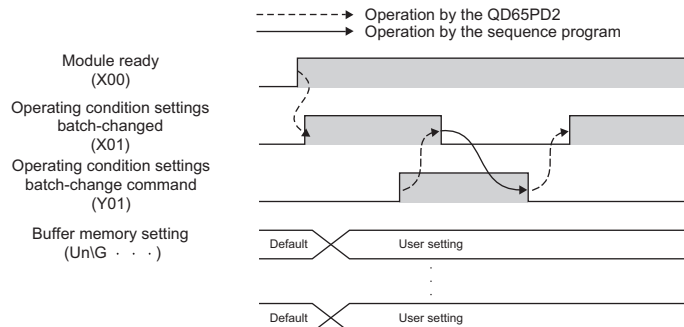 Operation by the QD65PD2
Operation by the sequence program
Module ready
(X00)
Operating condition settings
batch-changed
(X01)
Operating condition settings
batch-change command
(Y01)
Buffer memory setting
(Un\G · · · )
Default
User setting
Default
User setting